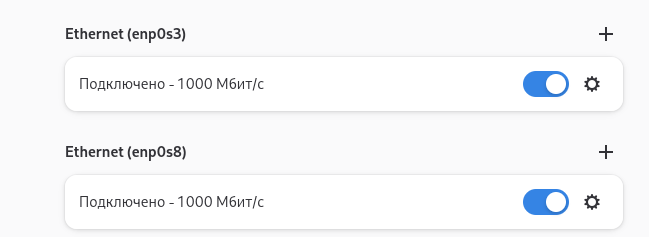 Ethernet (enp0s3)
Подключено - 1000 Мбит/с
Ethernet (enp0s8)
Подключено - 1000 Мбит/с